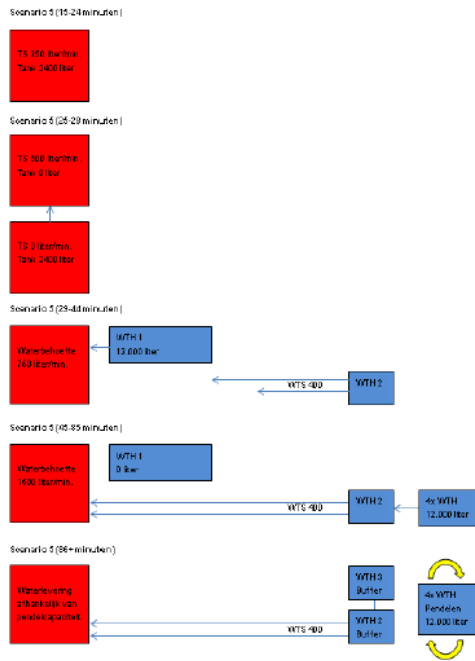 Scenario 5 (15-24 minuten)
TS 250 liter/min
Tank 2400 liter
Scenario 5 (25-28 minuten)
TS 500 liter/min.
Tank 0 liter
TS 0 liter/min.
Tank 2400 liter
Scenario 5 (29-44 minuten)
Waterbehoefte
750 liter/min.
WTH 1
12.000 liter
WTS 400
WTH 2
Scenario 5 (45-85 minuten)
Waterbehoefte
1600 liter/min.
WTH 1
0 liter
WTS 400
WTH 2
4x WTH
12.000 liter
Scenario 5 (86+ minuten)
Waterlevering
afhankelijk van
pendelcapaciteit
WTH 3
Buffer
WTH 2
Buffer
WTS 400
4x WTH
Pendelen
12.000 liter